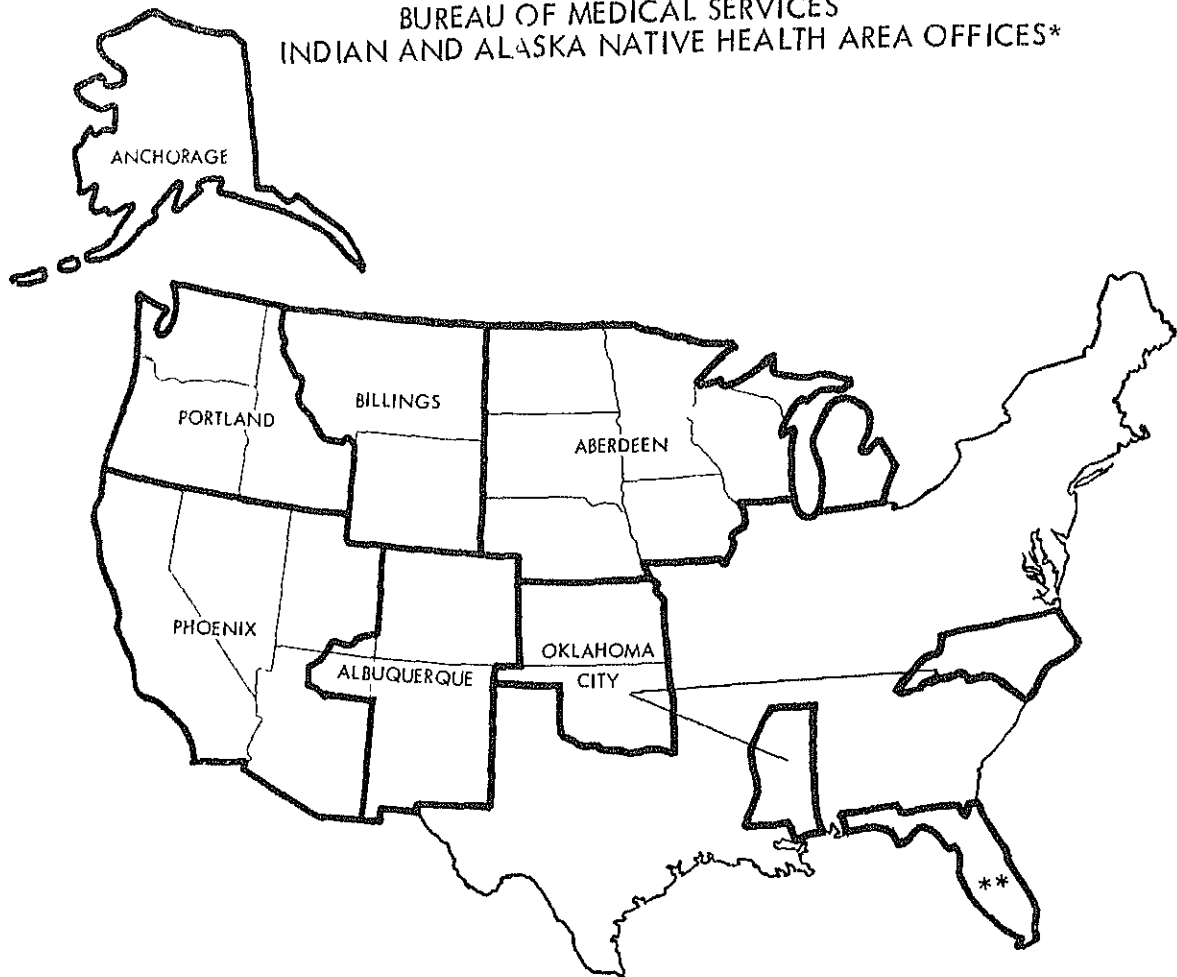 BUREAU OF MEDICAL SERVICES
INDIAN AND ALASKA NATIVE HEALTH AREA OFFICES*
ANCHORAGE
PORTLAND
BILLINGS
ABERDEEN
PHOENIX
ALBUQUERQUE
OKLAHOMA
CITY
**